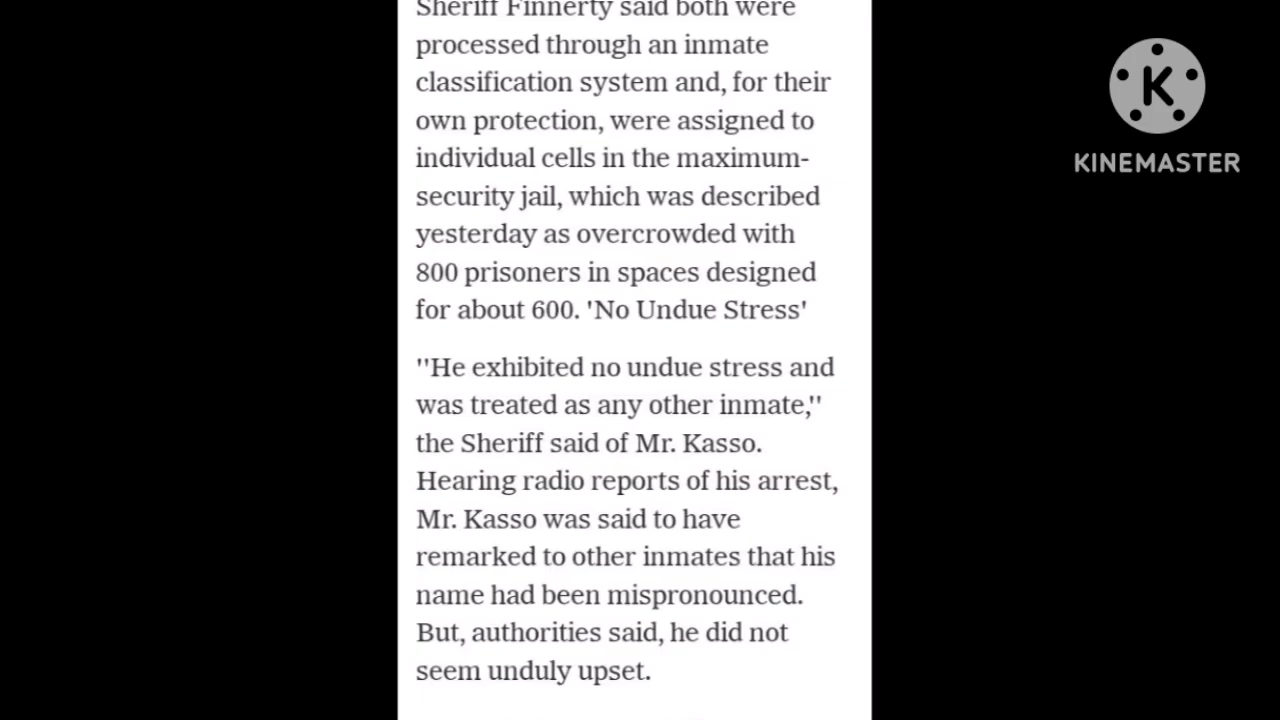 Sheriff Finnerty said both were
processed through an inmate
classification system and, for their
own protection, were assigned to
individual cells in the maximum-
security jail, which was described
yesterday as overcrowded with
800 prisoners in spaces designed
for about 600. 'No Undue Stress'
''He exhibited no undue stress and
was treated as any other inmate,''
the Sheriff said of Mr. Kasso.
Hearing radio reports of his arrest,
Mr. Kasso was said to have
remarked to other inmates that his
name had been mispronounced.
But, authorities said, he did not
seem unduly upset.
K
KINEMASTER